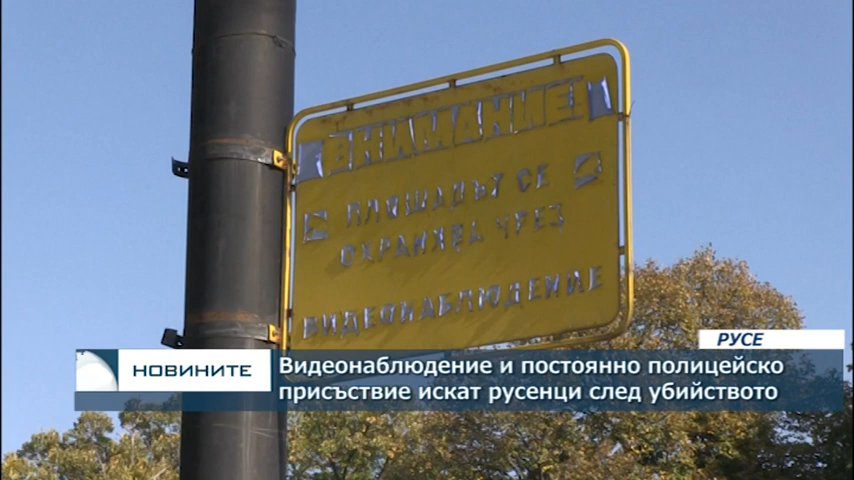 ВНИМАНИЕ
ПЛОЩАДЪТ СЕ
ОХРАНЯВА ЧРЕЗ
ВИДЕОНАБЛЮДЕНИЕ
РУСЕ
НОВИНИТЕ
Видеонаблюдение и постоянно полицейско
присъствие искат русенци след убийството